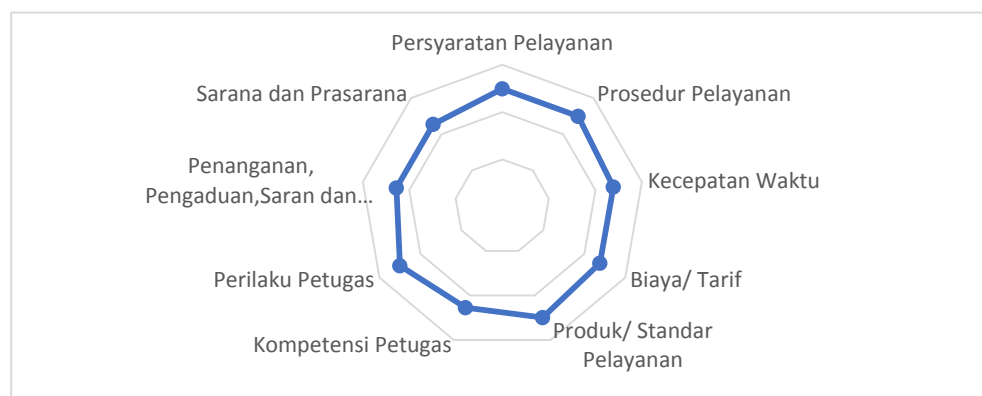 Persyaratan Pelayanan
Prosedur Pelayanan
Kecepatan Waktu
Biaya/ Tarif
Produk/ Standar
Pelayanan
Kompetensi Petugas
Perilaku Petugas
Penanganan,
Pengaduan,Saran dan…
Sarana dan Prasarana